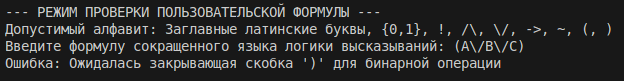 --- РЕЖИМ ПРОВЕРКИ ПОЛЬЗОВАТЕЛЬСКОЙ ФОРМУЛЫ ---
Допустимый алфавит: Заглавные латинские буквы, {0,1}, !, /\, \/, ->, ~, (, )
Введите формулу сокращенного языка логики высказываний: (A\/B\/C)
Ошибка: Ожидалась закрывающая скобка ')' для бинарной операции